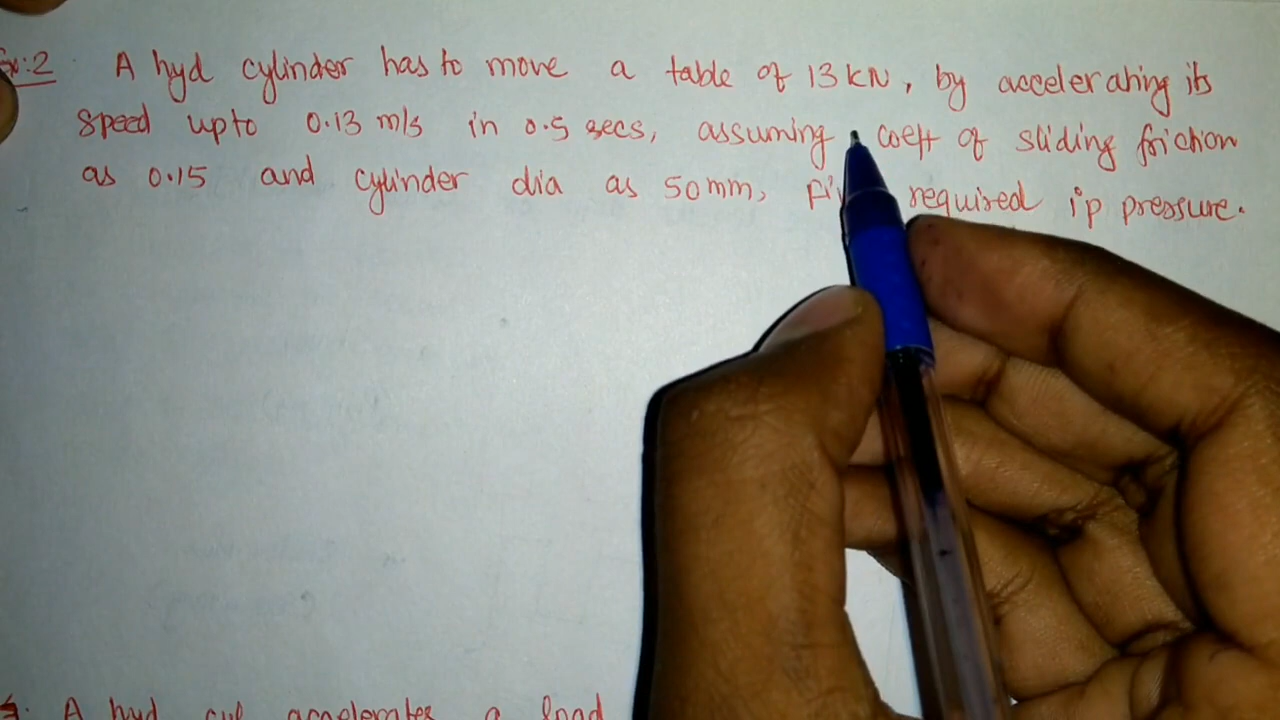 Ex:2 A hyd cylinder has to move a table of 13 kN, by accelerating its
speed upto 0.13 m/s in 0.5 secs, assuming coeft of sliding friction
as 0.15 and cylinder dia as 50mm, required i/p pressure.
A hyd cyl accelerates a load